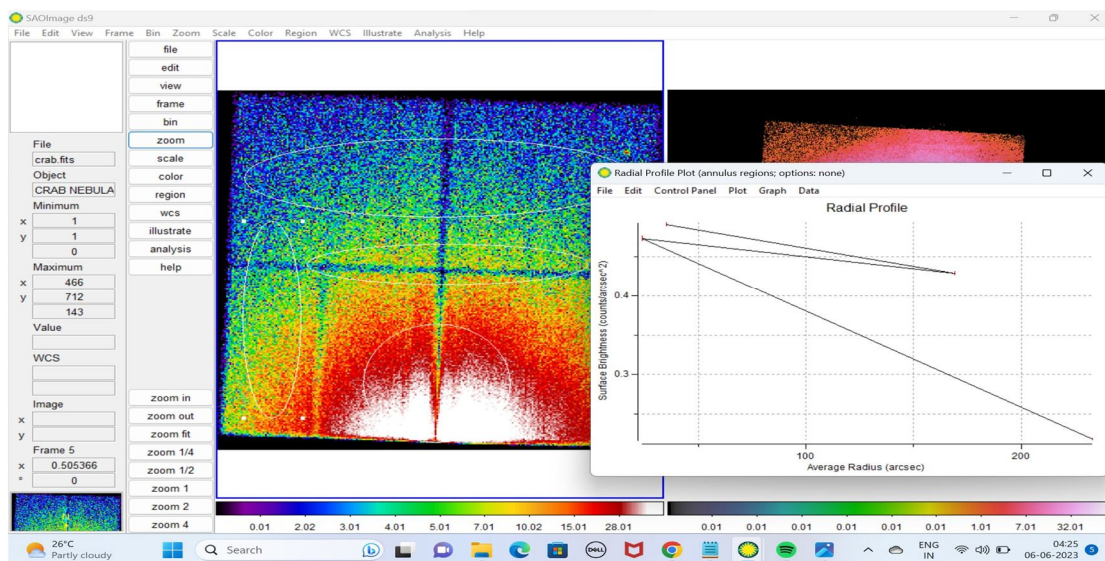 SAOImage ds9
File Edit View Frame Bin Zoom Scale Color Region WCS Illustrate Analysis Help
file
edit
view
frame
bin
zoom
scale
color
region
wcs
illustrate
analysis
help
File
crab.fits
Object
CRAB NEBULA
Minimum
x 1
y 1
0
Maximum
x 466
y 712
143
Value
WCS
Image
x
y
Frame 5
x 0.505366
° 0
zoom in
zoom out
zoom fit
zoom 1/4
zoom 1/2
zoom 1
zoom 2
zoom 4
Radial Profile Plot (annulus regions; options: none)
File Edit Control Panel Plot Graph Data
Radial Profile
Surface Brightness (counts/arcsec^2)
0.4
0.3
100 200
Average Radius (arcsec)
0.01 2.02 3.01 4.01 5.01 7.01 10.02 15.01 28.01
0.01 0.01 0.01 0.01 0.01 0.01 1.01 7.01 32.01
26°C
Partly cloudy
Search
DELL
ENG
IN
04:25
06-06-2023
5